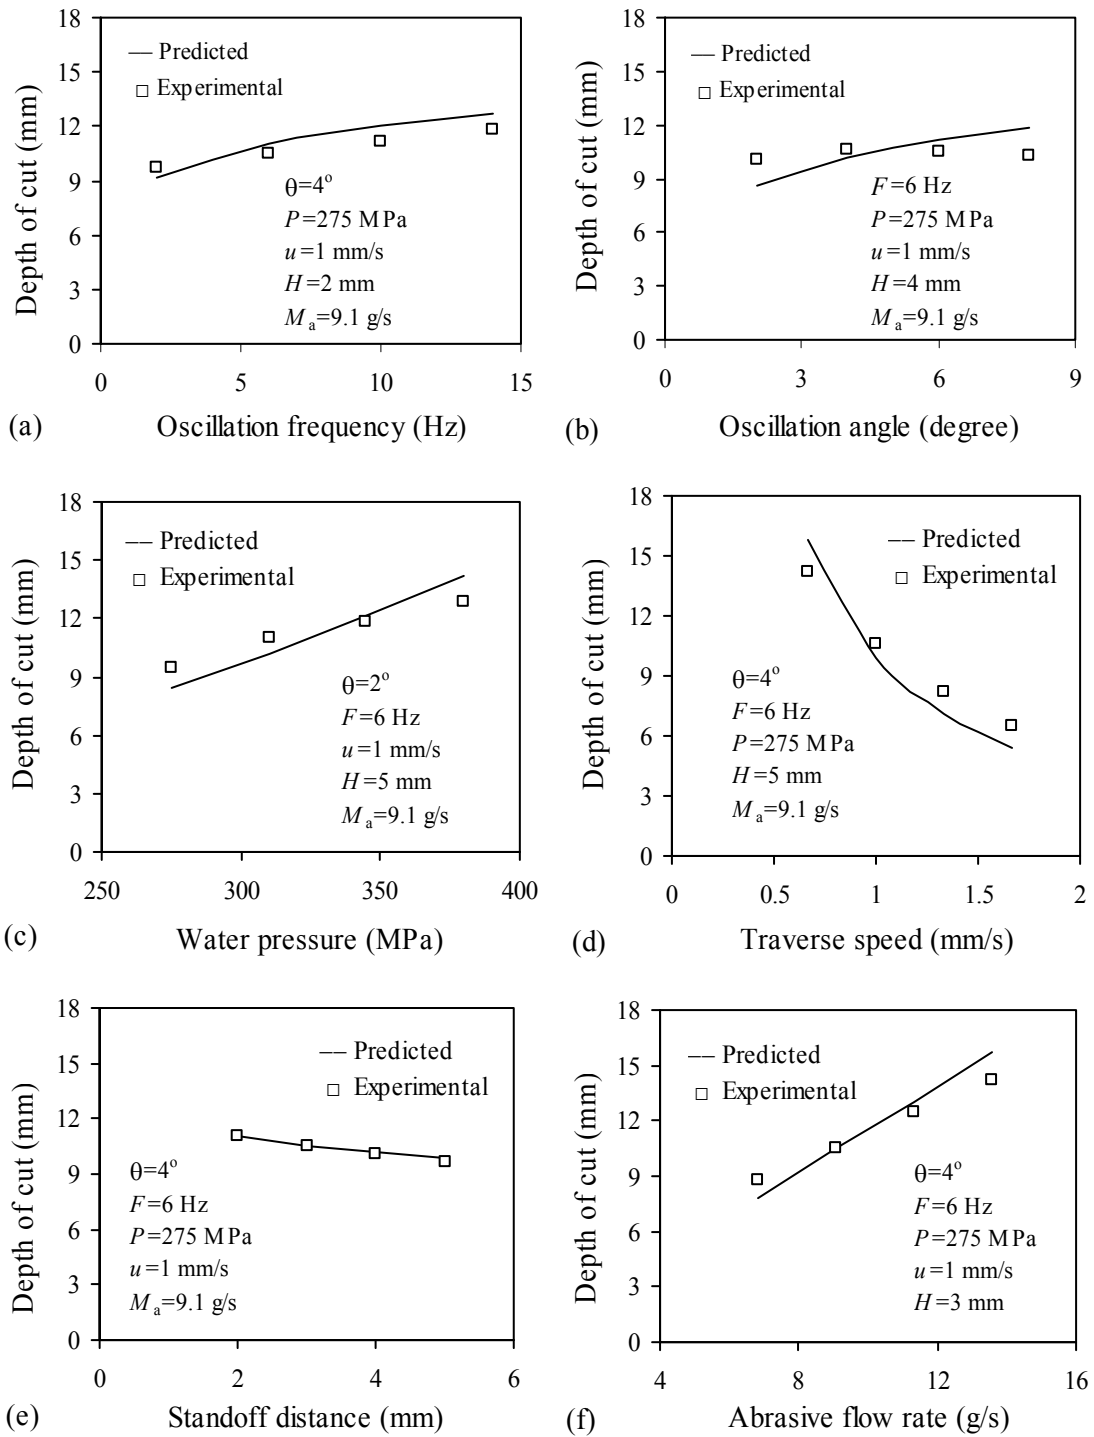 18
15
12
9
6
3
0
Depth of cut (mm)
Predicted
Experimental
θ=4°
P=275 MPa
u=1 mm/s
H=2 mm
Ma=9.1 g/s
0 5 10 15
(a) Oscillation frequency (Hz)
18
15
12
9
6
3
0
Depth of cut (mm)
Predicted
Experimental
F=6 Hz
P=275 MPa
u=1 mm/s
H=4 mm
Ma=9.1 g/s
0 3 6 9
(b) Oscillation angle (degree)
18
15
12
9
6
3
0
Depth of cut (mm)
Predicted
Experimental
θ=2°
F=6 Hz
u=1 mm/s
H=5 mm
Ma=9.1 g/s
250 300 350 400
(c) Water pressure (MPa)
18
15
12
9
6
3
0
Depth of cut (mm)
Predicted
Experimental
θ=4°
F=6 Hz
P=275 MPa
H=5 mm
Ma=9.1 g/s
0 0.5 1 1.5 2
(d) Traverse speed (mm/s)
18
15
12
9
6
3
0
Depth of cut (mm)
Predicted
Experimental
θ=4°
F=6 Hz
P=275 MPa
u=1 mm/s
Ma=9.1 g/s
0 2 4 6
(e) Standoff distance (mm)
18
15
12
9
6
3
0
Depth of cut (mm)
Predicted
Experimental
θ=4°
F=6 Hz
P=275 MPa
u=1 mm/s
H=3 mm
4 8 12 16
(f) Abrasive flow rate (g/s)